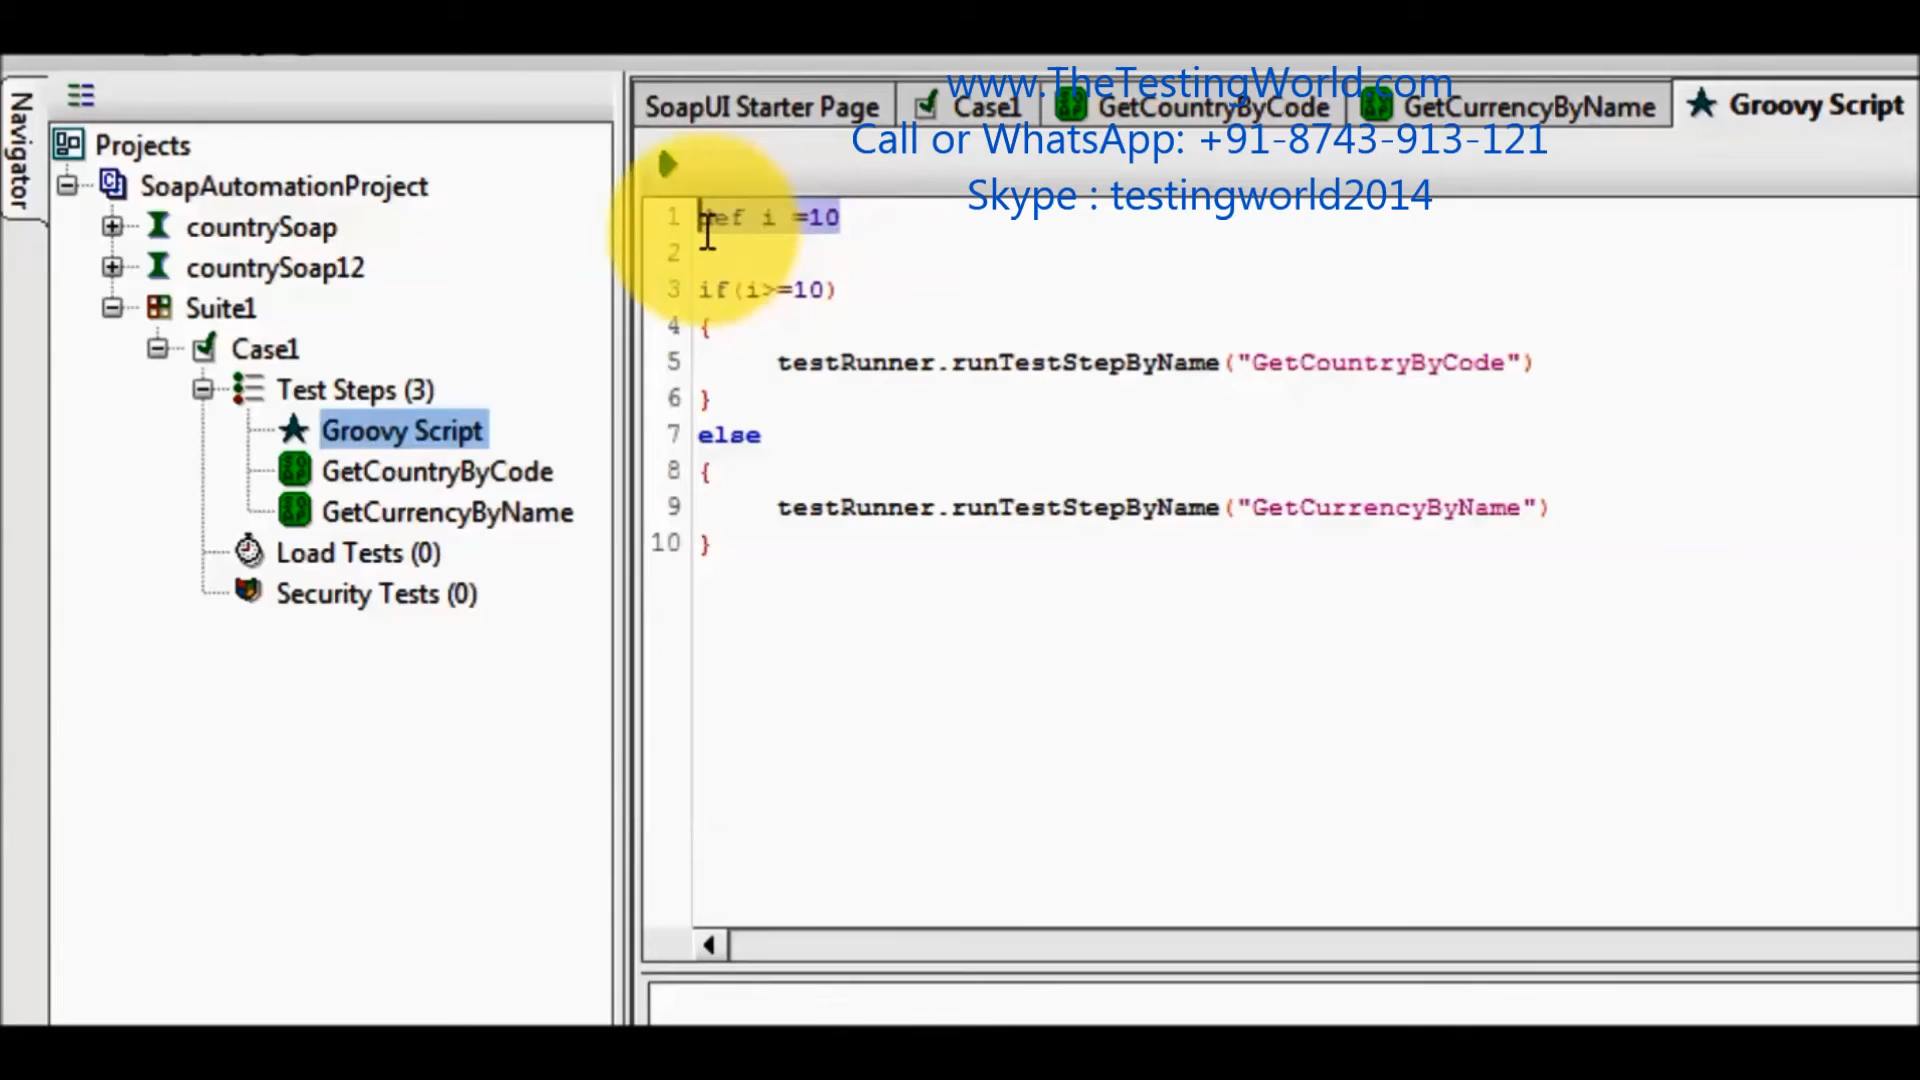 www.TheTestingWorld.com
Call or WhatsApp: +91-8743-913-121
Skype : testingworld2014
Navigator
Projects
SoapAutomationProject
countrySoap
countrySoap12
Suite1
Case1
Test Steps (3)
Groovy Script
GetCountryByCode
GetCurrencyByName
Load Tests (0)
Security Tests (0)
SoapUI Starter Page
Case1
GetCountryByCode
GetCurrencyByName
Groovy Script
1 def i =10
2
3 if(i>=10)
4 {
5 testRunner.runTestStepByName("GetCountryByCode")
6 }
7 else
8 {
9 testRunner.runTestStepByName("GetCurrencyByName")
10 }